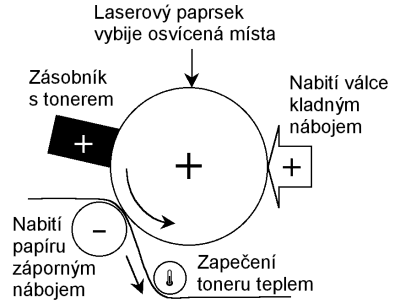 Laserový paprsek
vybije osvícená místa
Zásobník
s tonerem
Nabití válce
kladným
nábojem
+
+
+
Nabití
papíru
záporným
nábojem
-
Zapečení
toneru teplem